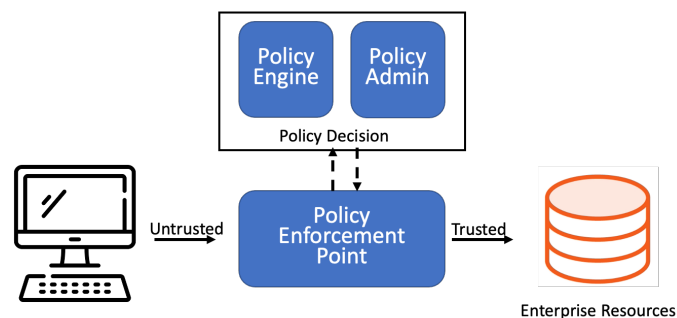 Policy
Engine
Policy
Admin
Policy Decision
Untrusted
Policy
Enforcement
Point
Trusted
Enterprise Resources